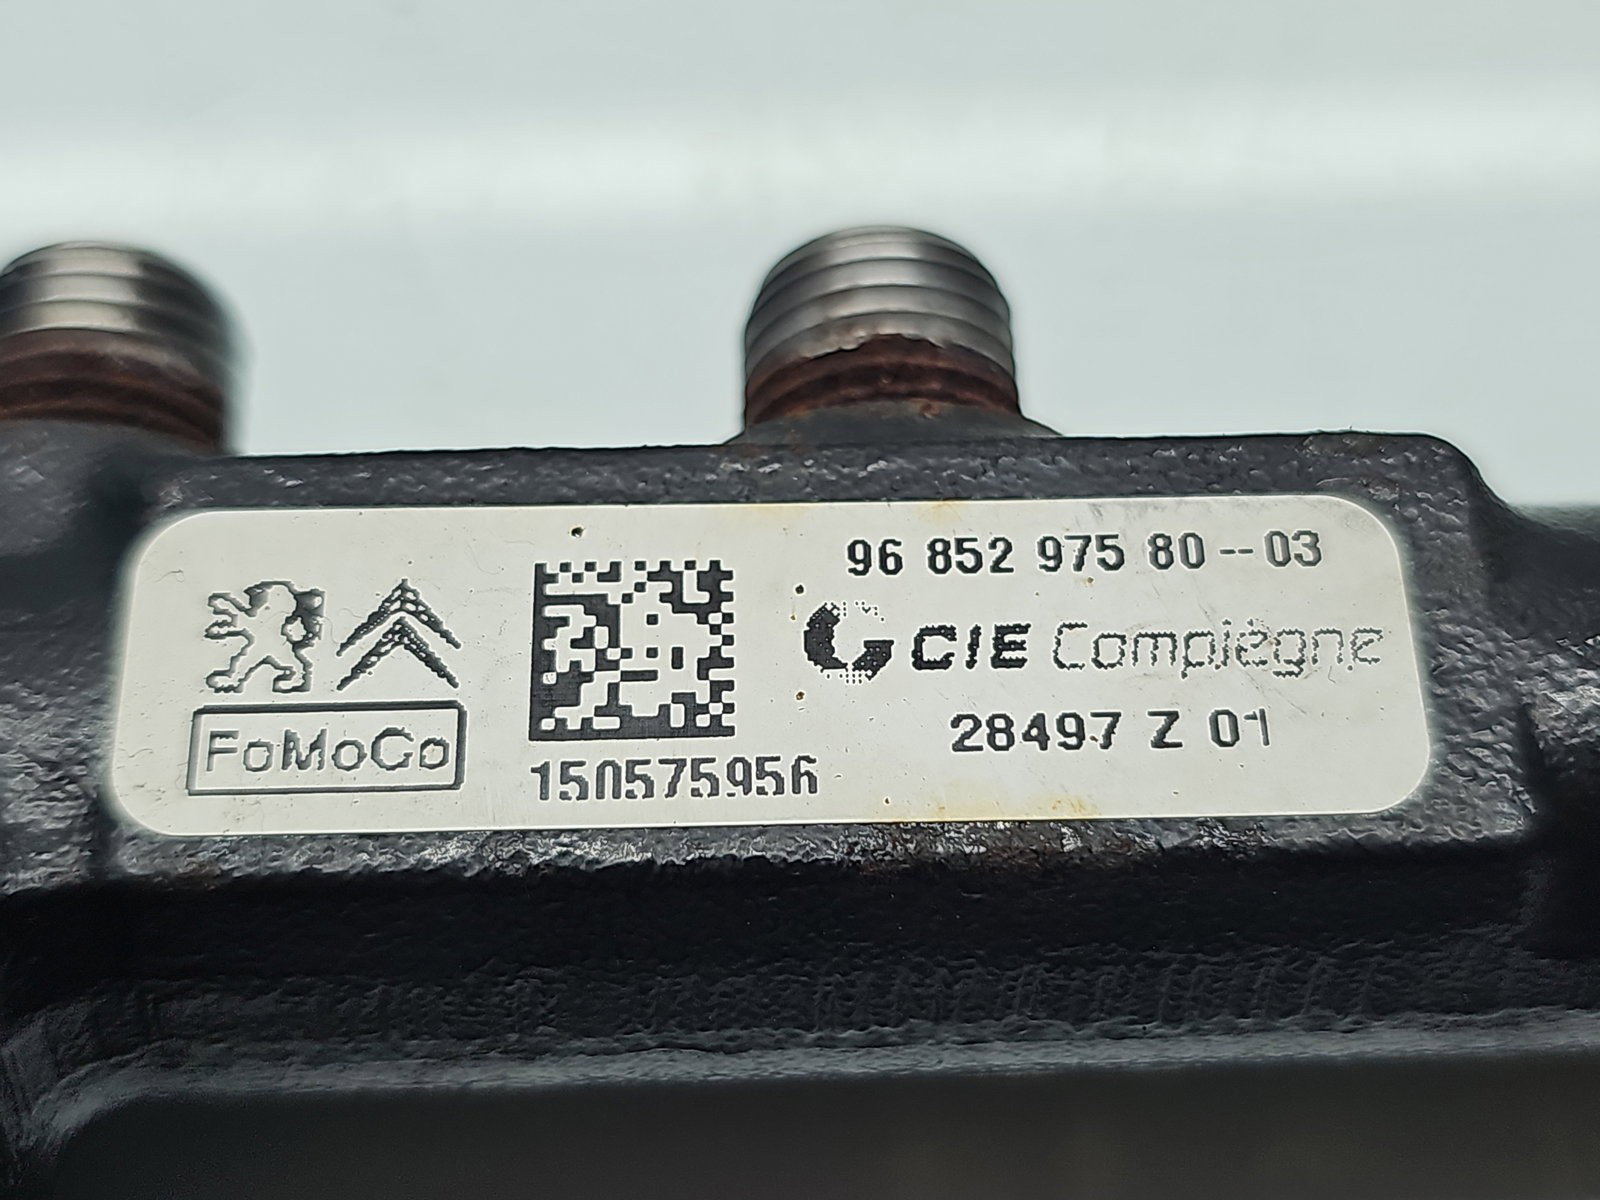 96 852 975 80--03
CIE Compiègne
FoMoCo
28497 Z 01
150575956